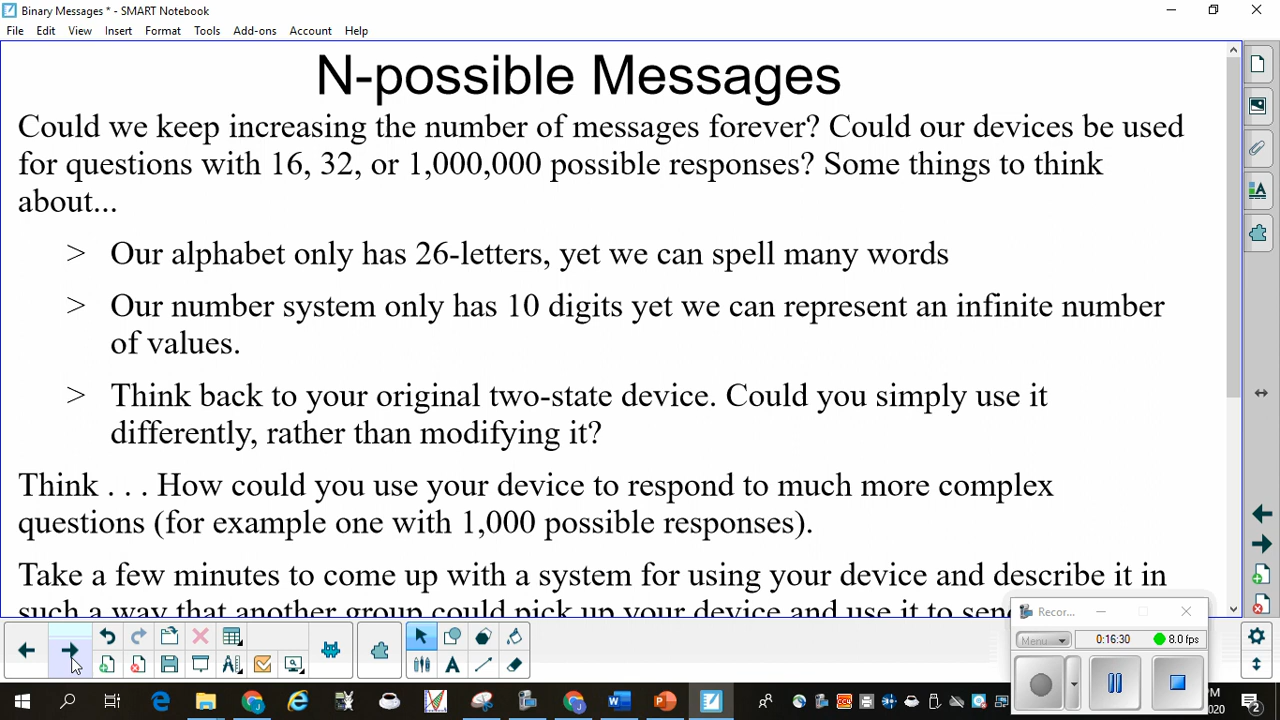 Binary Messages * - SMART Notebook
File Edit View Insert Format Tools Add-ons Account Help
N-possible Messages
Could we keep increasing the number of messages forever? Could our devices be used
for questions with 16, 32, or 1,000,000 possible responses? Some things to think
about...
> Our alphabet only has 26-letters, yet we can spell many words
> Our number system only has 10 digits yet we can represent an infinite number
of values.
> Think back to your original two-state device. Could you simply use it
differently, rather than modifying it?
Think . . . How could you use your device to respond to much more complex
questions (for example one with 1,000 possible responses).
Take a few minutes to come up with a system for using your device and describe it in
such a way that another group could pick up your device and use it to send
Recor...
Menu 0:16:30 8.0 fps